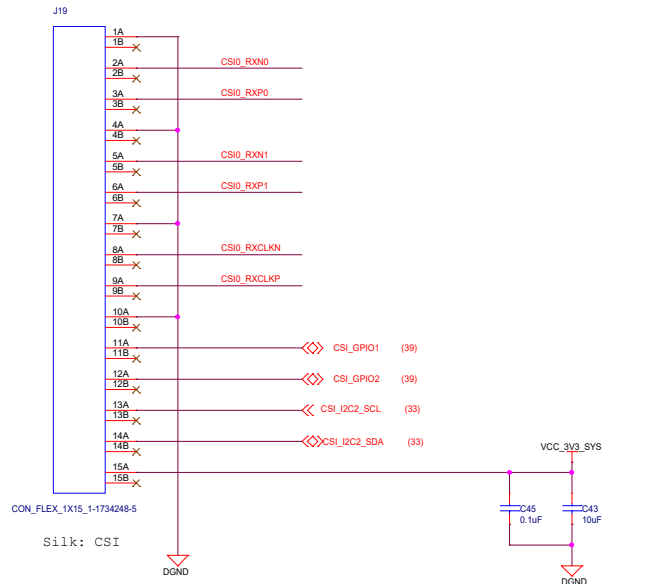 J19
1A
1B
2A CSI0_RXN0
2B
3A CSI0_RXP0
3B
4A
4B
5A CSI0_RXN1
5B
6A CSI0_RXP1
6B
7A
7B
8A CSI0_RXCLKN
8B
9A CSI0_RXCLKP
9B
10A
10B
11A CSI_GPIO1 (39)
11B
12A CSI_GPIO2 (39)
12B
13A CSI_I2C2_SCL (33)
13B
14A CSI_I2C2_SDA (33)
14B
VCC_3V3_SYS
15A
15B
CON_FLEX_1X15_1-1734248-5
C45 C43
0.1uF 10uF
Silk: CSI
DGND
DGND